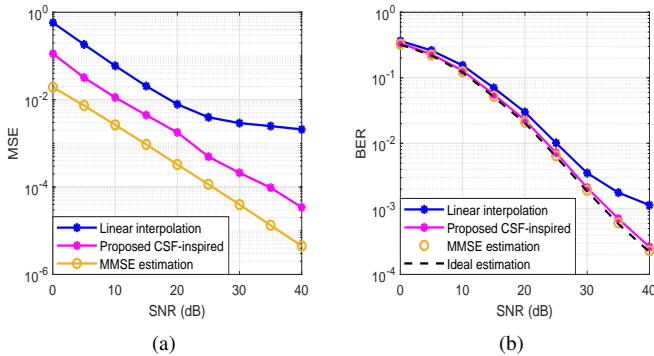 10^0
10^-2
10^-4
10^-6
MSE
0 10 20 30 40
SNR (dB)
Linear interpolation
Proposed CSF-inspired
MMSE estimation
(a)
10^0
10^-1
10^-2
10^-3
10^-4
BER
0 10 20 30 40
SNR (dB)
Linear interpolation
Proposed CSF-inspired
MMSE estimation
Ideal estimation
(b)